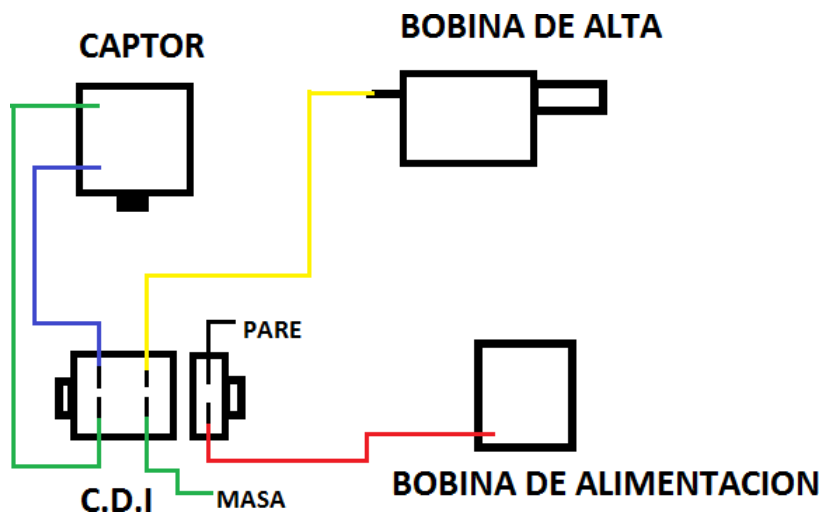 CAPTOR
BOBINA DE ALTA
PARE
C.D.I
MASA
BOBINA DE ALIMENTACION